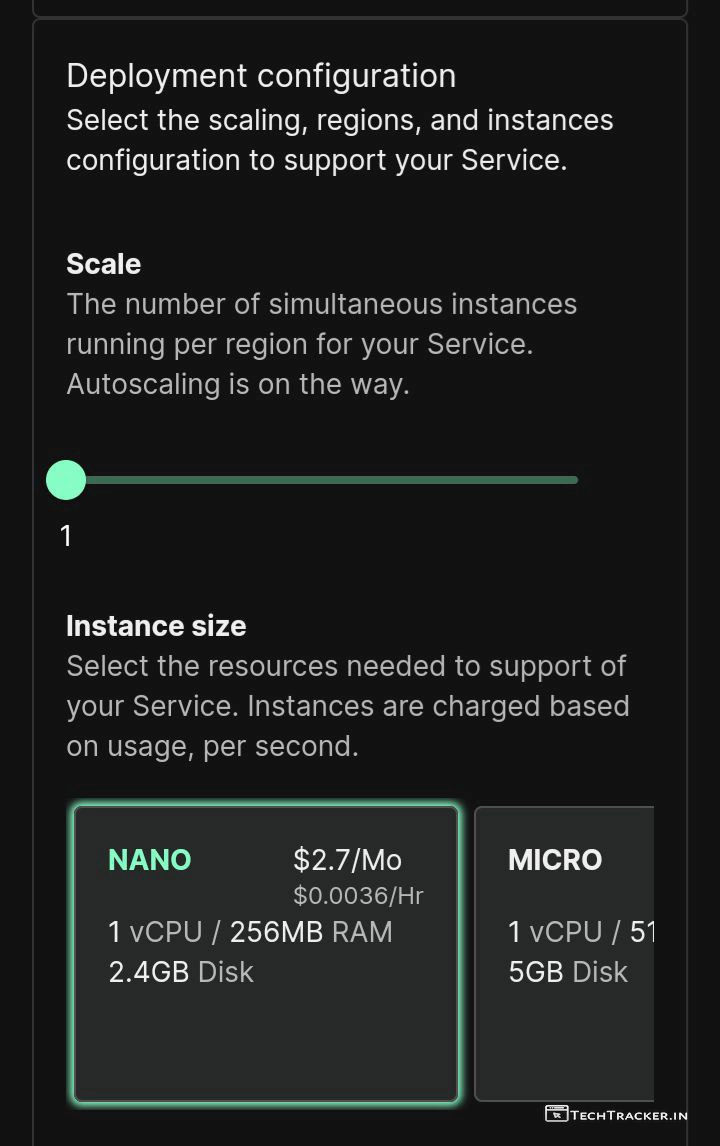 Deployment configuration
Select the scaling, regions, and instances
configuration to support your Service.
Scale
The number of simultaneous instances
running per region for your Service.
Autoscaling is on the way.
1
Instance size
Select the resources needed to support of
your Service. Instances are charged based
on usage, per second.
NANO $2.7/Mo
$0.0036/Hr
1 vCPU / 256MB RAM
2.4GB Disk
MICRO
1 vCPU / 51
5GB Disk
TECHTRACKER.IN